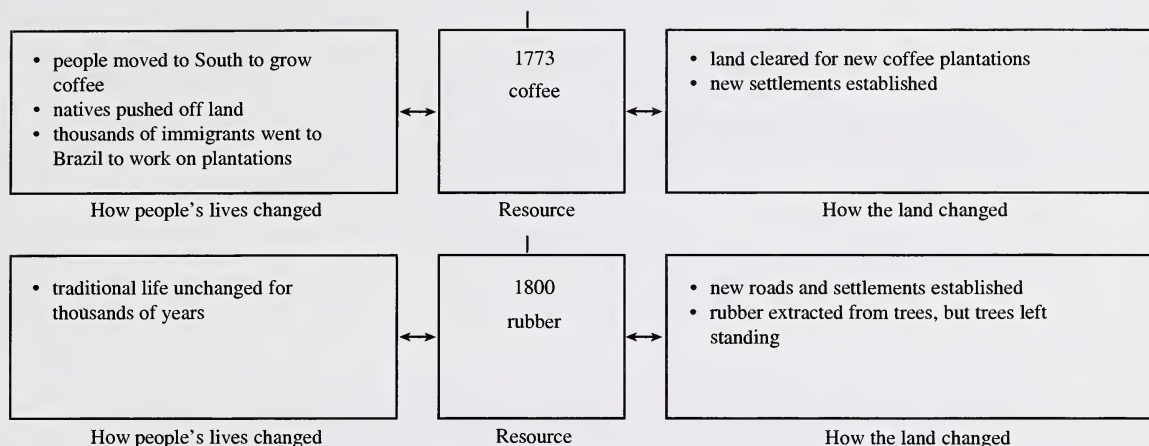 • people moved to South to grow
coffee
• natives pushed off land
• thousands of immigrants went to
Brazil to work on plantations
How people's lives changed
1773
coffee
Resource
• land cleared for new coffee plantations
• new settlements established
How the land changed
• traditional life unchanged for
thousands of years
How people's lives changed
1800
rubber
Resource
• new roads and settlements established
• rubber extracted from trees, but trees left
standing
How the land changed